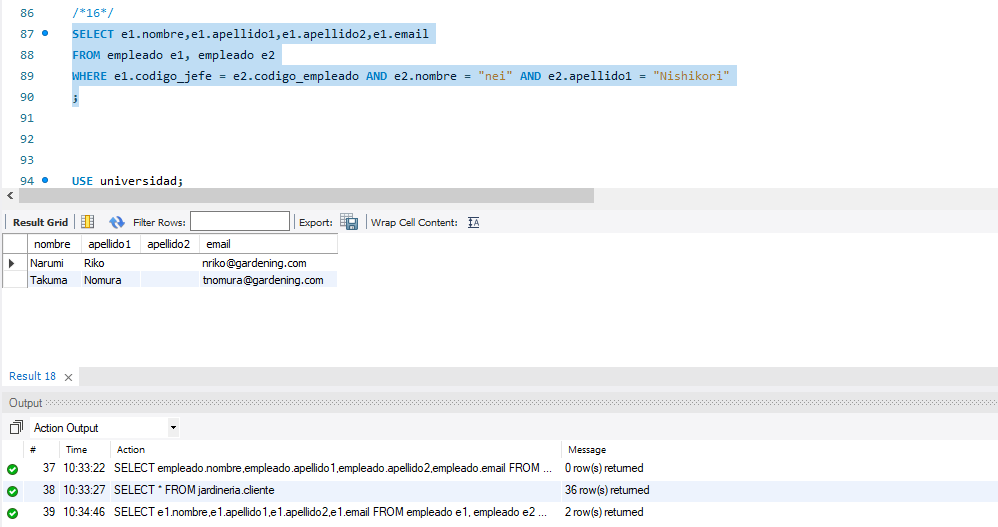 86 /*16*/
87 SELECT e1.nombre,e1.apellido1,e1.apellido2,e1.email
88 FROM empleado e1, empleado e2
89 WHERE e1.codigo_jefe = e2.codigo_empleado AND e2.nombre = "nei" AND e2.apellido1 = "Nishikori"
90 ;
91
92
93
94 USE universidad;
Result Grid Filter Rows: Export: Wrap Cell Content:
nombre apellido1 apellido2 email
Narumi Riko nriko@gardening.com
Takuma Nomura tnomura@gardening.com
Result 18
Output
Action Output
# Time Action Message
37 10:33:22 SELECT empleado.nombre,empleado.apellido1,empleado.apellido2,empleado.email FROM ... 0 row(s) returned
38 10:33:27 SELECT * FROM jardineria.cliente 36 row(s) returned
39 10:34:46 SELECT e1.nombre,e1.apellido1,e1.apellido2,e1.email FROM empleado e1, empleado e2 ... 2 row(s) returned